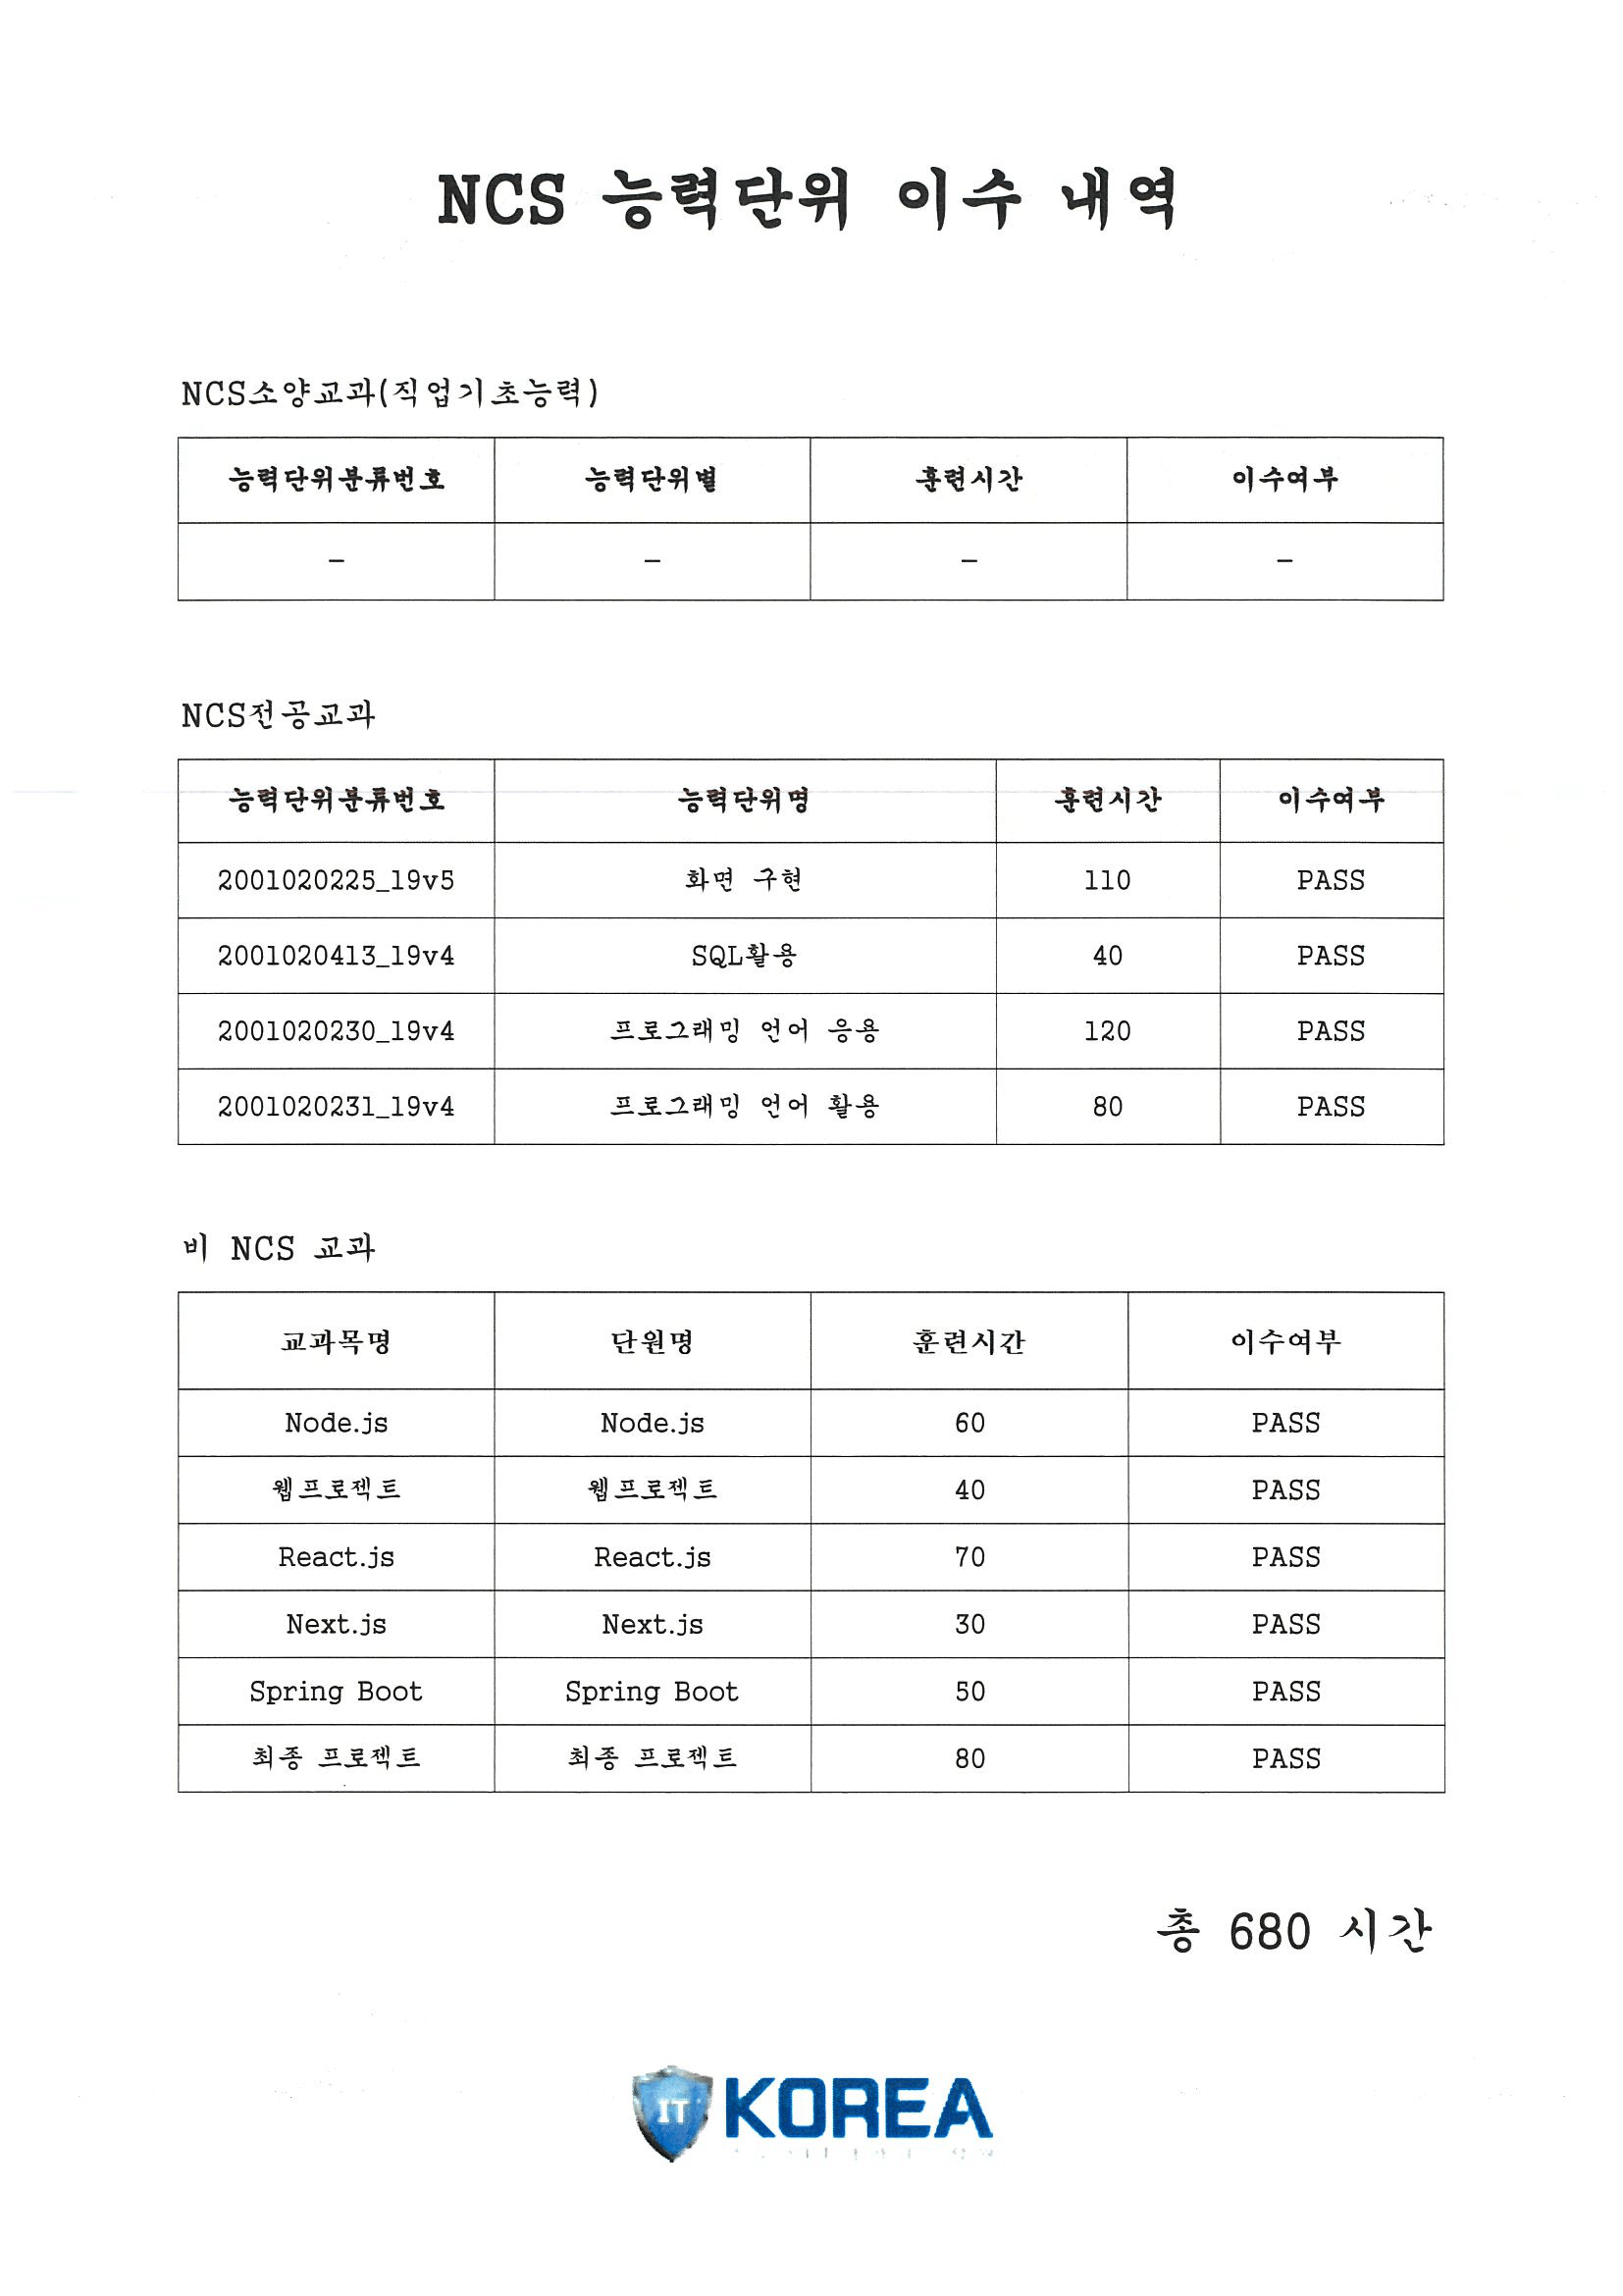 NCS 능력단위 이수 내역
NCS소양교과(직업기초능력)
능력단위분류번호 능력단위별 훈련시간 이수여부
- - - -
NCS전공교과
능력단위분류번호 능력단위명 훈련시간 이수여부
2001020225_19v5 화면 구현 110 PASS
2001020413_19v4 SQL활용 40 PASS
2001020230_19v4 프로그래밍 언어 응용 120 PASS
2001020231_19v4 프로그래밍 언어 활용 80 PASS
비 NCS 교과
교과목명 단원명 훈련시간 이수여부
Node.js Node.js 60 PASS
웹프로젝트 웹프로젝트 40 PASS
React.js React.js 70 PASS
Next.js Next.js 30 PASS
Spring Boot Spring Boot 50 PASS
최종 프로젝트 최종 프로젝트 80 PASS
총 680 시간
IT KOREA